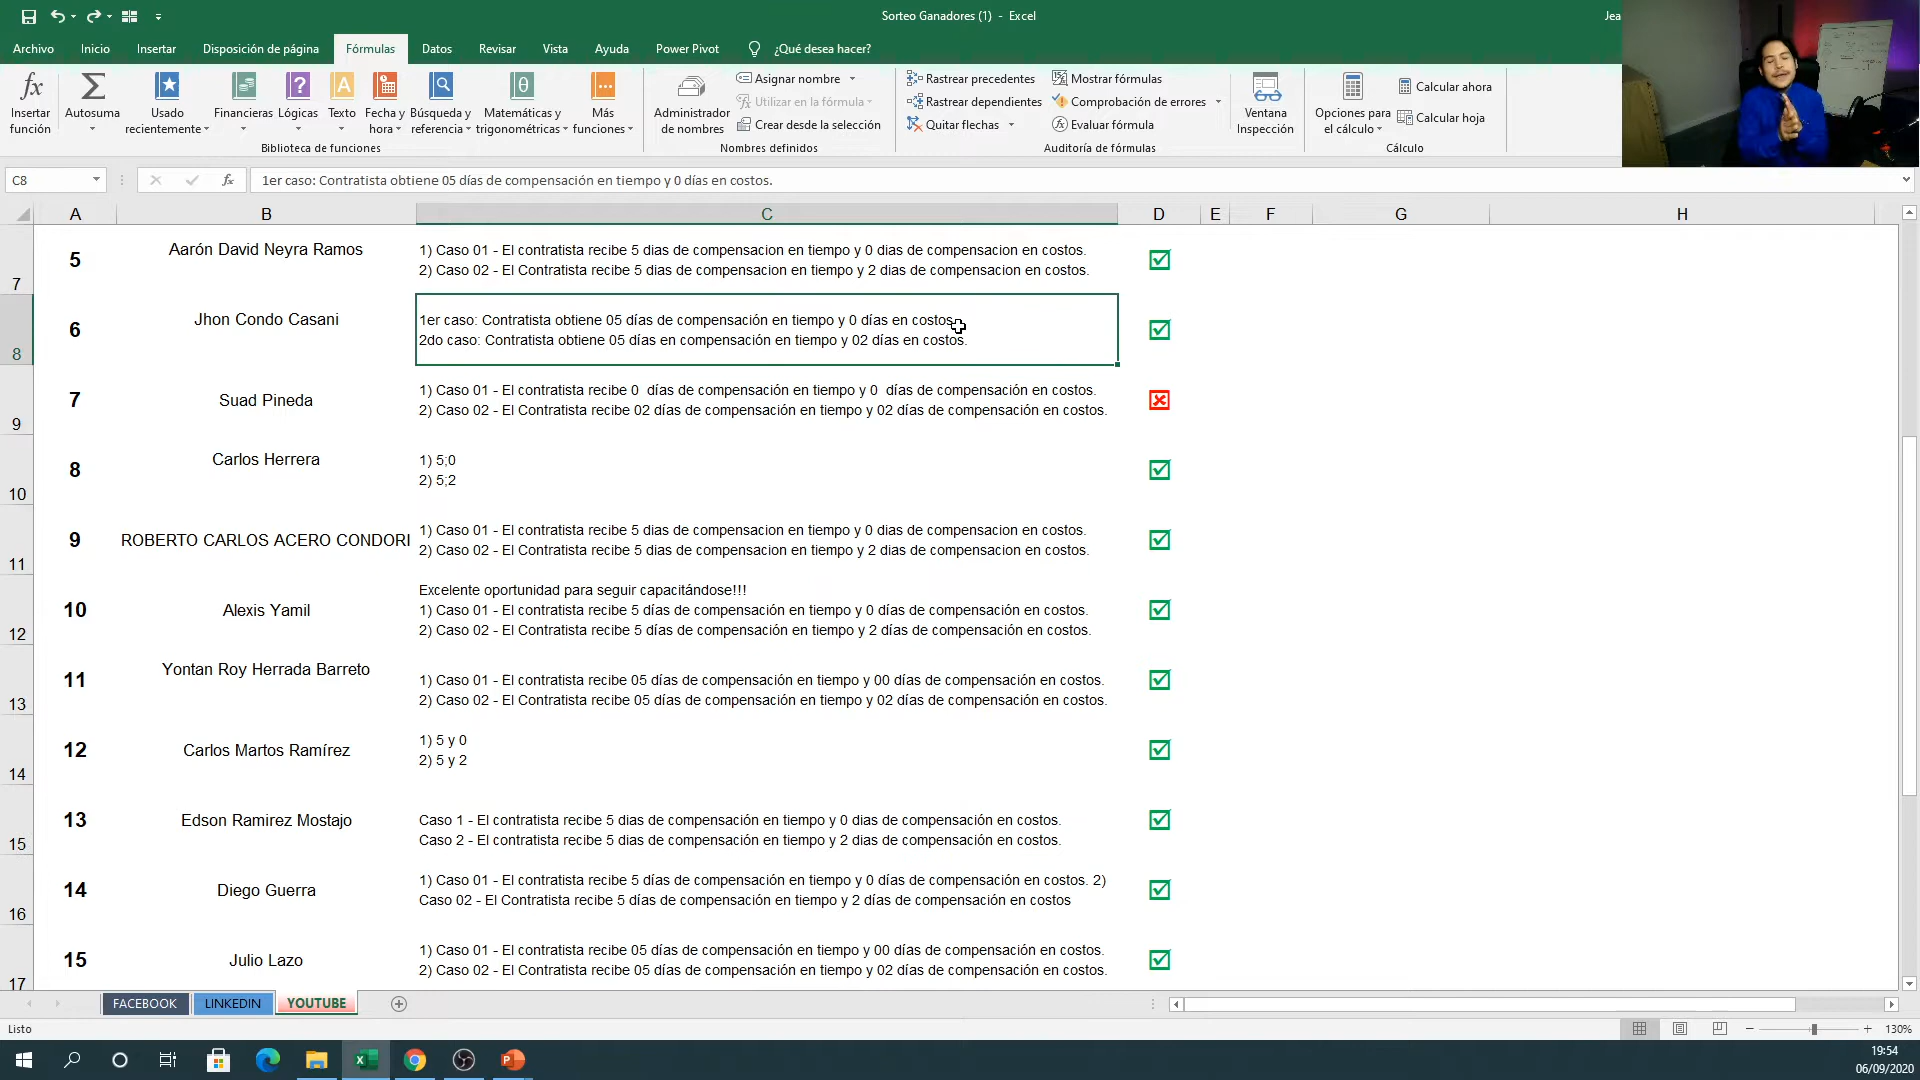 Sorteo Ganadores (1) - Excel
Jea
Archivo Inicio Insertar Disposición de página Fórmulas Datos Revisar Vista Ayuda Power Pivot ¿Qué desea hacer?
Insertar función
Autosuma
Usado recientemente
Financieras
Lógicas
Texto
Fecha y hora
Búsqueda y referencia
Matemáticas y trigonométricas
Más funciones
Biblioteca de funciones
Administrador de nombres
Asignar nombre
Utilizar en la fórmula
Crear desde la selección
Nombres definidos
Rastrear precedentes
Rastrear dependientes
Quitar flechas
Mostrar fórmulas
Comprobación de errores
Evaluar fórmula
Auditoría de fórmulas
Ventana Inspección
Opciones para el cálculo
Calcular ahora
Calcular hoja
Cálculo
C8 fx 1er caso: Contratista obtiene 05 días de compensación en tiempo y 0 días en costos.
A B C D E F G H
7 5 Aarón David Neyra Ramos
1) Caso 01 - El contratista recibe 5 dias de compensacion en tiempo y 0 dias de compensacion en costos.
2) Caso 02 - El Contratista recibe 5 dias de compensacion en tiempo y 2 dias de compensacion en costos.
8 6 Jhon Condo Casani
1er caso: Contratista obtiene 05 días de compensación en tiempo y 0 días en costos.
2do caso: Contratista obtiene 05 días en compensación en tiempo y 02 días en costos.
9 7 Suad Pineda
1) Caso 01 - El contratista recibe 0 días de compensación en tiempo y 0 días de compensación en costos.
2) Caso 02 - El Contratista recibe 02 días de compensación en tiempo y 02 días de compensación en costos.
10 8 Carlos Herrera
1) 5;0
2) 5;2
11 9 ROBERTO CARLOS ACERO CONDORI
1) Caso 01 - El contratista recibe 5 dias de compensacion en tiempo y 0 dias de compensacion en costos.
2) Caso 02 - El Contratista recibe 5 dias de compensacion en tiempo y 2 dias de compensacion en costos.
12 10 Alexis Yamil
Excelente oportunidad para seguir capacitándose!!!
1) Caso 01 - El contratista recibe 5 días de compensación en tiempo y 0 días de compensación en costos.
2) Caso 02 - El Contratista recibe 5 días de compensación en tiempo y 2 días de compensación en costos.
13 11 Yontan Roy Herrada Barreto
1) Caso 01 - El contratista recibe 05 días de compensación en tiempo y 00 días de compensación en costos.
2) Caso 02 - El Contratista recibe 05 días de compensación en tiempo y 02 días de compensación en costos.
14 12 Carlos Martos Ramírez
1) 5 y 0
2) 5 y 2
15 13 Edson Ramirez Mostajo
Caso 1 - El contratista recibe 5 dias de compensación en tiempo y 0 dias de compensación en costos.
Caso 2 - El contratista recibe 5 dias de compensación en tiempo y 2 dias de compensación en costos.
16 14 Diego Guerra
1) Caso 01 - El contratista recibe 5 días de compensación en tiempo y 0 días de compensación en costos. 2)
Caso 02 - El Contratista recibe 5 días de compensación en tiempo y 2 días de compensación en costos
17 15 Julio Lazo
1) Caso 01 - El contratista recibe 05 días de compensación en tiempo y 00 días de compensación en costos.
2) Caso 02 - El Contratista recibe 05 días de compensación en tiempo y 02 días de compensación en costos.
FACEBOOK LINKEDIN YOUTUBE
Listo
130%
19:54
06/09/2020